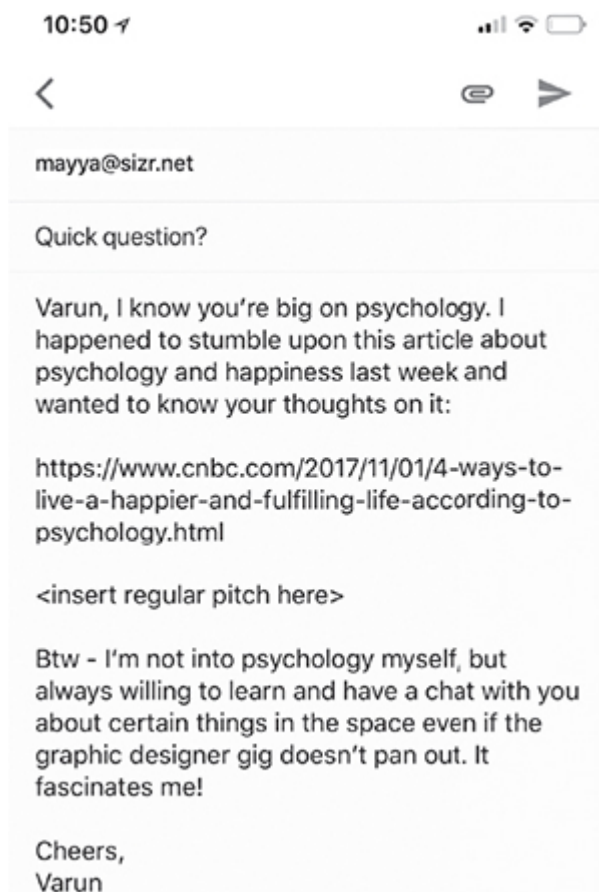 10:50
mayya@sizr.net
Quick question?
Varun, I know you're big on psychology. I
happened to stumble upon this article about
psychology and happiness last week and
wanted to know your thoughts on it:
https://www.cnbc.com/2017/11/01/4-ways-to-
live-a-happier-and-fulfilling-life-according-to-
psychology.html
<insert regular pitch here>
Btw - I'm not into psychology myself, but
always willing to learn and have a chat with you
about certain things in the space even if the
graphic designer gig doesn't pan out. It
fascinates me!
Cheers,
Varun